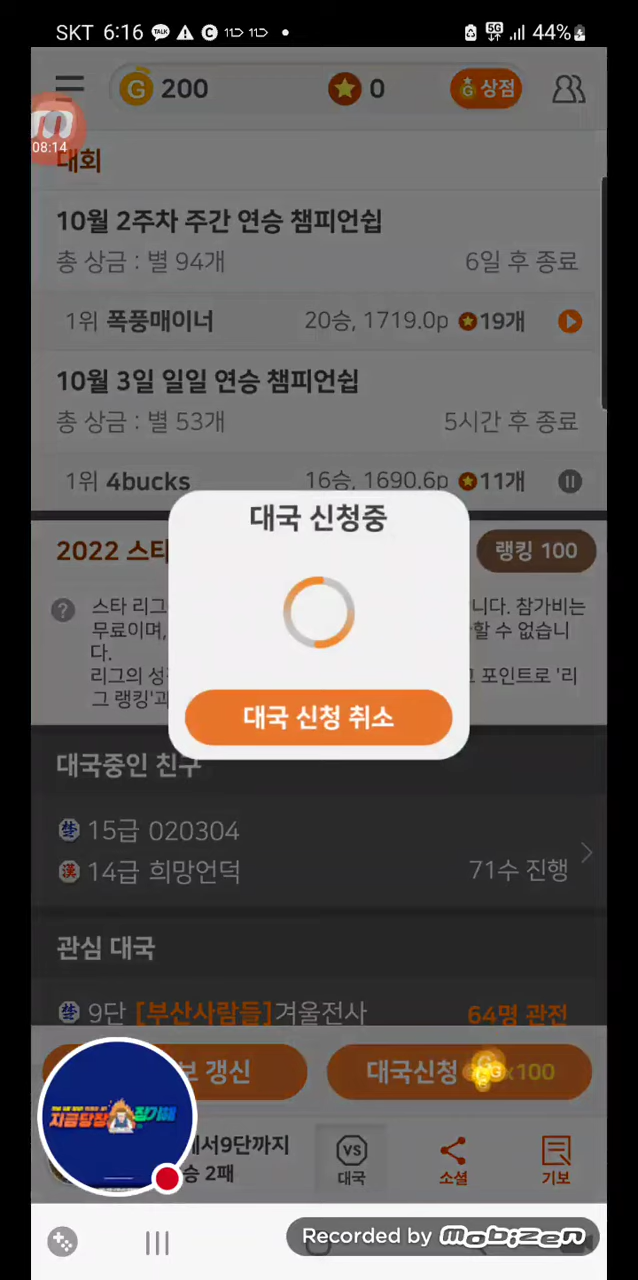 SKT 6:16 TALK C 11 11 5G 44%
G 200 0 G 상점
08:14
대회
10월 2주차 주간 연승 챔피언쉽
총 상금 : 별 94개 6일 후 종료
1위 폭풍매이너 20승, 1719.0p 19개
10월 3일 일일 연승 챔피언쉽
총 상금 : 별 53개 5시간 후 종료
1위 4bucks 16승, 1690.6p 11개
대국 신청중
2022 스타 랭킹 100
스타 리그 니다. 참가비는
무료이며, 할 수 없습니
다.
리그의 성 포인트로 '리
그 랭킹'
대국 신청 취소
대국중인 친구
15급 020304
漢 14급 희망언덕 71수 진행
관심 대국
9단 [부산사람들]겨울전사 64명 관전
보 갱신 대국신청 x100
지금당장 장기해
에서9단까지
승 2패
VS
대국 소셜 기보
Recorded by mobizen